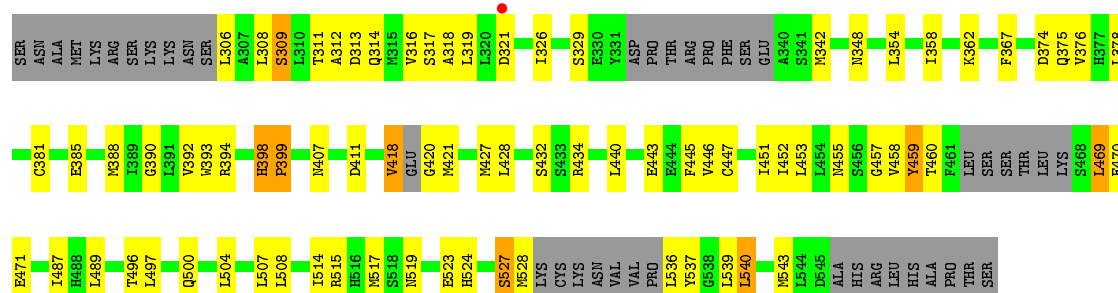 SER ASN ALA MET LYS ARG SER LYS LYS ASN SER L306 A307 L308 S309 L310 T311 A312 D313 Q314 M315 V316 S317 A318 L319 L320 D321 I326 S329 E330 Y331 ASP PRO THR ARG PRO PHE SER GLU A340 S341 M342 N348 L354 I358 K362 F367 D374 Q375 V376 H377 L378
C381 E385 M388 I389 G390 L391 V392 W393 R394 H398 P399 N407 D411 V418 GLU G420 M421 M427 L428 S432 S433 R434 L440 E443 E444 F445 V446 C447 I451 I452 L453 L454 N455 S456 G457 V458 Y459 T460 F461 LEU SER SER THR LEU LYS S468 L469 E470
E471 I487 H488 L489 T496 L497 Q500 L504 L507 L508 I514 R515 H516 M517 S518 N519 E523 H524 S527 M528 LYS CYS LYS ASN VAL VAL PRO L536 Y537 G538 L539 L540 M543 L544 D545 ALA HIS ARG LEU HIS ALA PRO THR SER